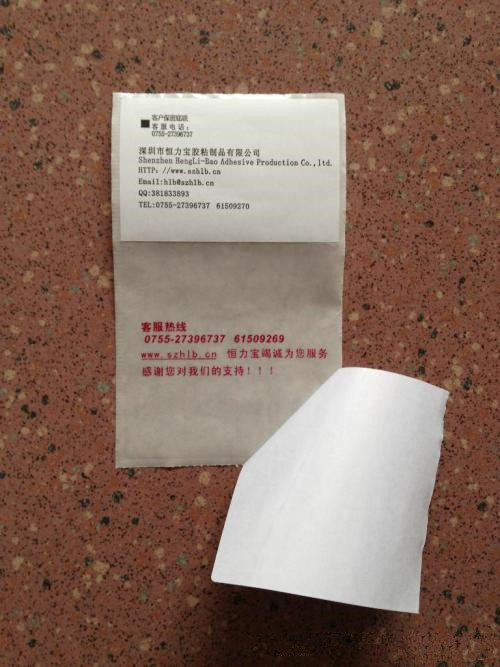 客户保密底联
客服电话:
0755-27396737
深圳市恒力宝胶粘制品有限公司
Shenzhen HengLi-Bao Adhesive Production Co.,ltd.
HTTP: //www.szhlb.cn
Email:hlb@szhlb.cn
QQ:381833893
TEL:0755-27396737 61509270
客服热线
0755-27396737 61509269
www.szhlb.cn 恒力宝竭诚为您服务
感谢您对我们的支持！！！